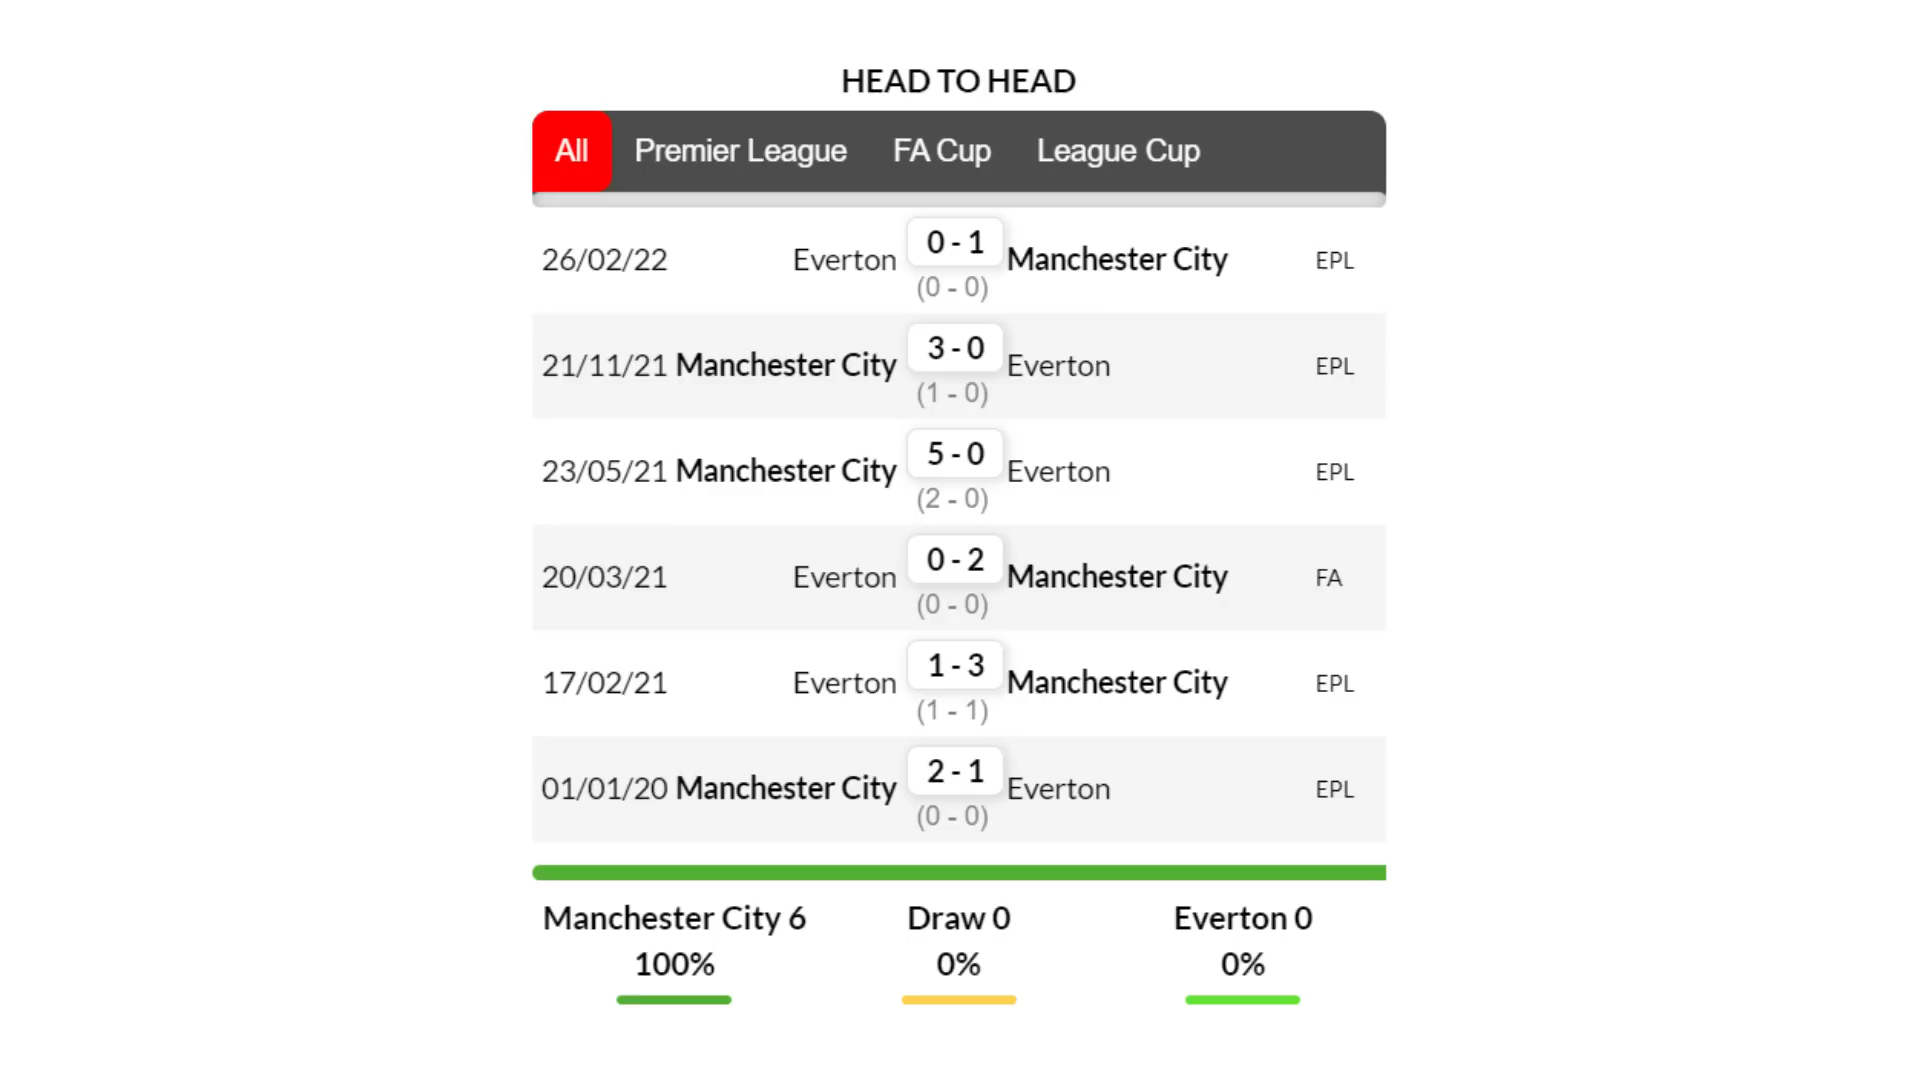 HEAD TO HEAD
All Premier League FA Cup League Cup
26/02/22 Everton 0 - 1 Manchester City EPL
(0 - 0)
21/11/21 Manchester City 3 - 0 Everton EPL
(1 - 0)
23/05/21 Manchester City 5 - 0 Everton EPL
(2 - 0)
20/03/21 Everton 0 - 2 Manchester City FA
(0 - 0)
17/02/21 Everton 1 - 3 Manchester City EPL
(1 - 1)
01/01/20 Manchester City 2 - 1 Everton EPL
(0 - 0)
Manchester City 6 Draw 0 Everton 0
100% 0% 0%